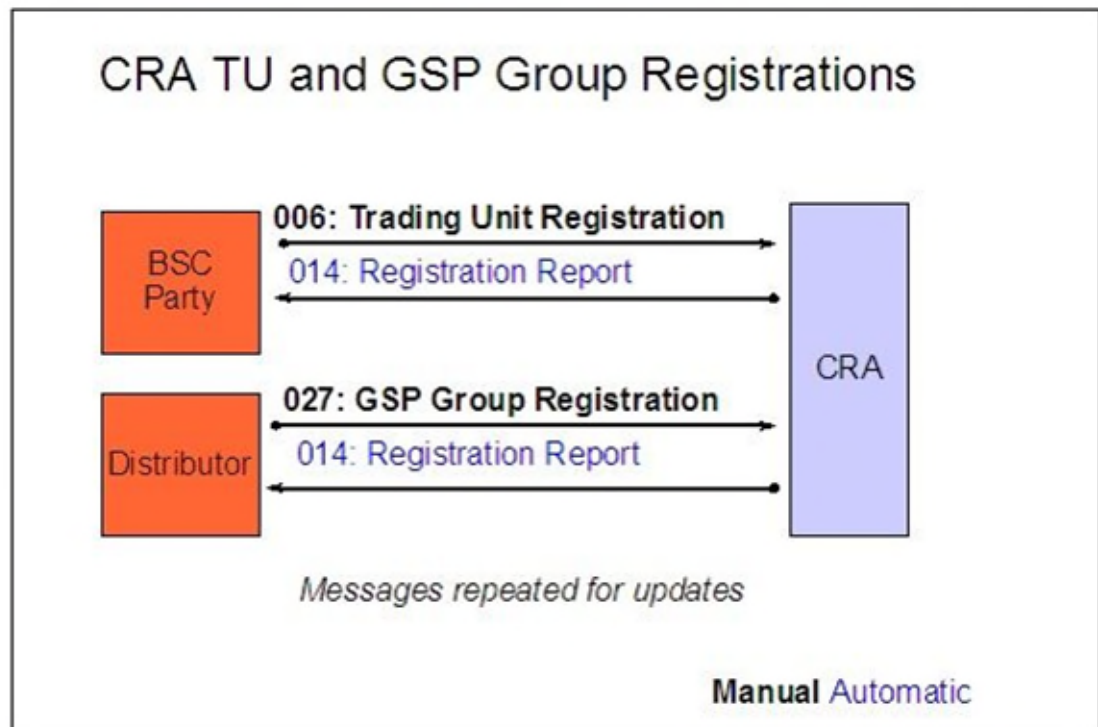 CRA TU and GSP Group Registrations
006: Trading Unit Registration
BSC
Party
014: Registration Report
CRA
027: GSP Group Registration
Distributor
014: Registration Report
Messages repeated for updates
Manual Automatic